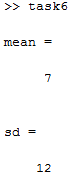 >> task6
mean =
7
sd =
12